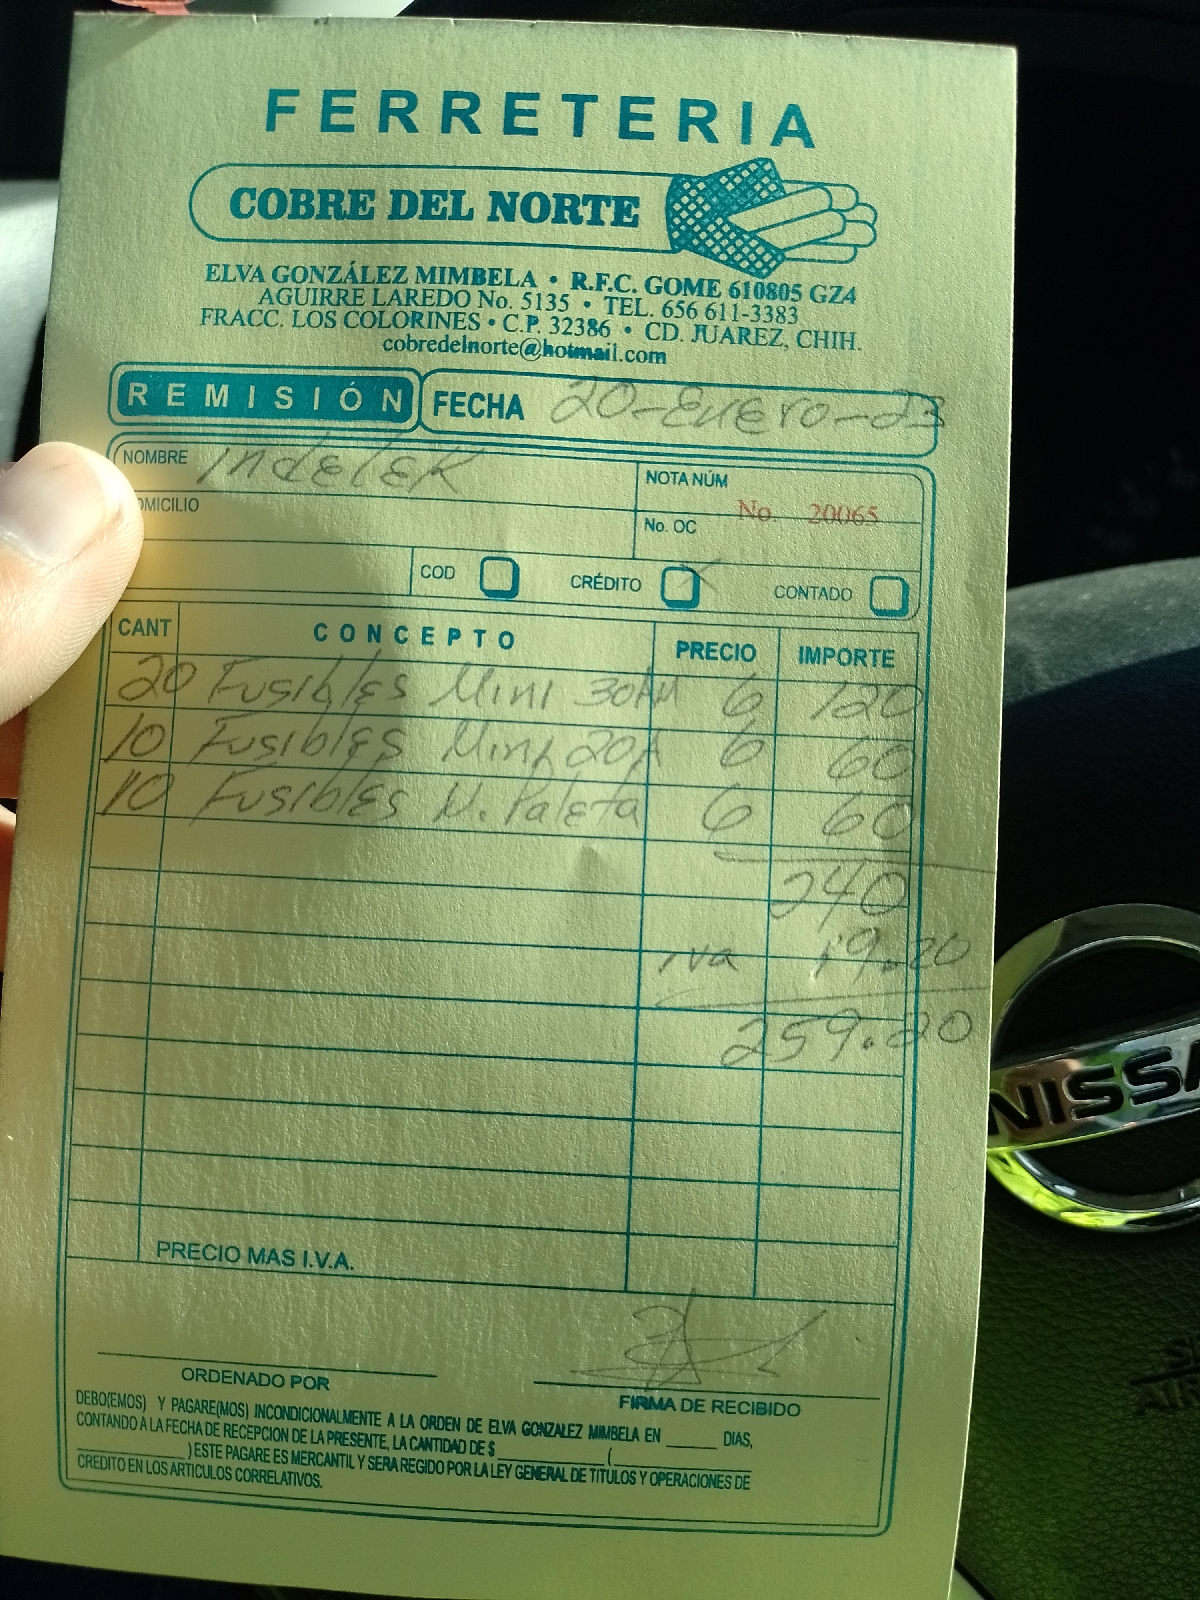 FERRETERIA
COBRE DEL NORTE
ELVA GONZÁLEZ MIMBELA • R.F.C. GOME 610805 GZ4
AGUIRRE LAREDO No. 5135 • TEL. 656 611-3383
FRACC. LOS COLORINES • C.P. 32386 • CD. JUAREZ, CHIH.
cobredelnorte@hotmail.com
REMISIÓN FECHA 20-Enero-23
NOMBRE Indelek
NOTA NÚM No. 20065
OMICILIO
No. OC
COD CRÉDITO CONTADO
CANT CONCEPTO PRECIO IMPORTE
20 Fusibles Mini 30AM 6 120
10 Fusibles Mini 20A 6 60
10 Fusibles M. Paleta 6 60
240
iva 19.20
259.20
PRECIO MAS I.V.A.
ORDENADO POR
FIRMA DE RECIBIDO
DEBO(EMOS) Y PAGARE(MOS) INCONDICIONALMENTE A LA ORDEN DE ELVA GONZALEZ MIMBELA EN ______ DIAS,
CONTANDO A LA FECHA DE RECEPCION DE LA PRESENTE, LA CANTIDAD DE $ ____________ (________________
____________) ESTE PAGARE ES MERCANTIL Y SERA REGIDO POR LA LEY GENERAL DE TITULOS Y OPERACIONES DE
CREDITO EN LOS ARTICULOS CORRELATIVOS.
NISSA